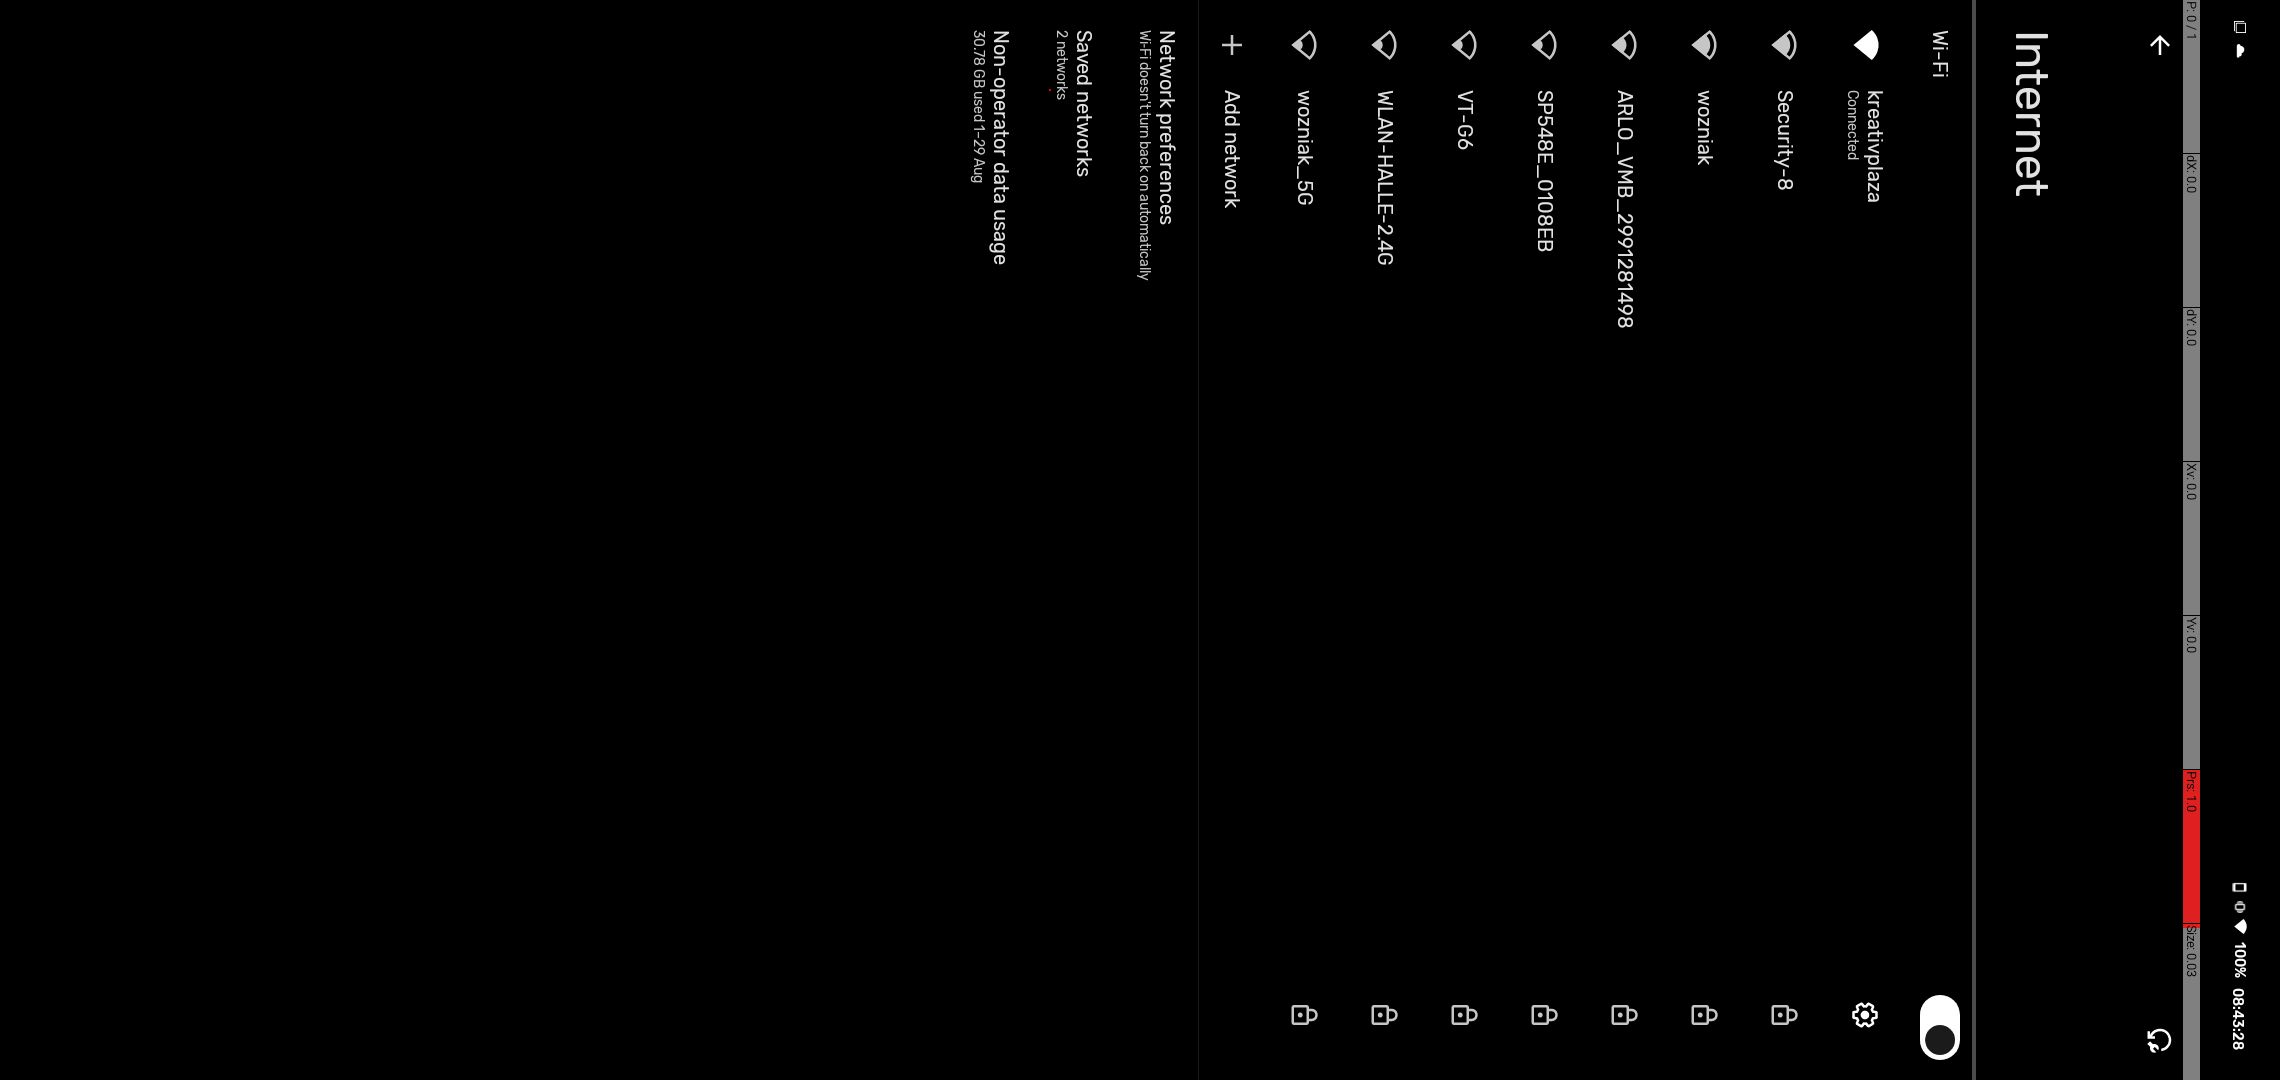 100% 08:43:28
P: 0 / 1 dX: 0.0 dY: 0.0 Xv: 0.0 Yv: 0.0 Prs: 1.0 Size: 0.03
Internet
Wi-Fi
kreativplaza
Connected
Security-8
wozniak
ARLO_VMB_2991281498
SP548E_0108EB
VT-G6
WLAN-HALLE-2.4G
wozniak_5G
Add network
Network preferences
Wi-Fi doesn't turn back on automatically
Saved networks
2 networks
Non-operator data usage
30.78 GB used 1-29 Aug